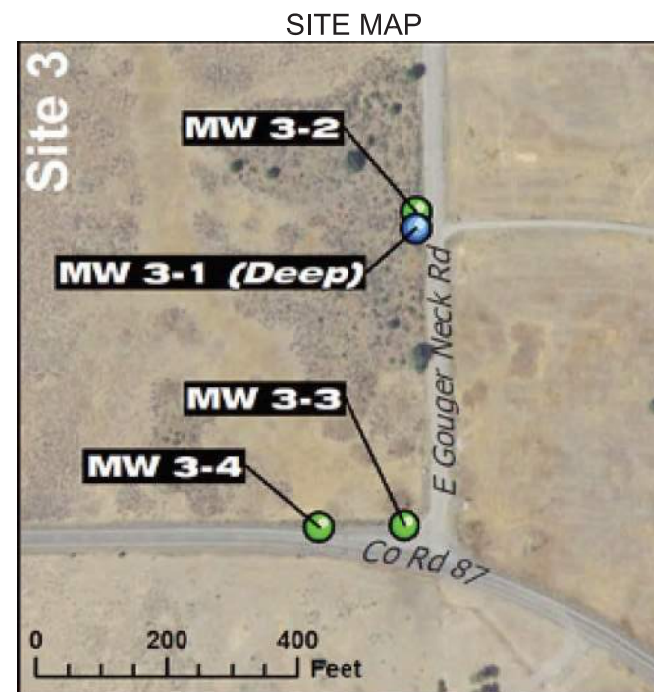 SITE MAP
Site 3
MW 3-2
MW 3-1 (Deep)
E Gouger Neck Rd
MW 3-3
MW 3-4
Co Rd 87
0 200 400
Feet